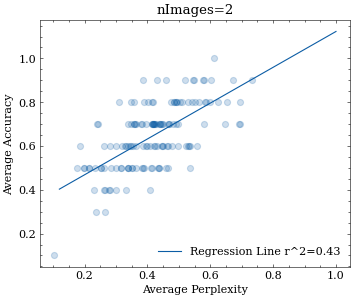 nImages=2
Average Accuracy
1.0
0.8
0.6
0.4
0.2
Regression Line r^2=0.43
0.2 0.4 0.6 0.8 1.0
Average Perplexity